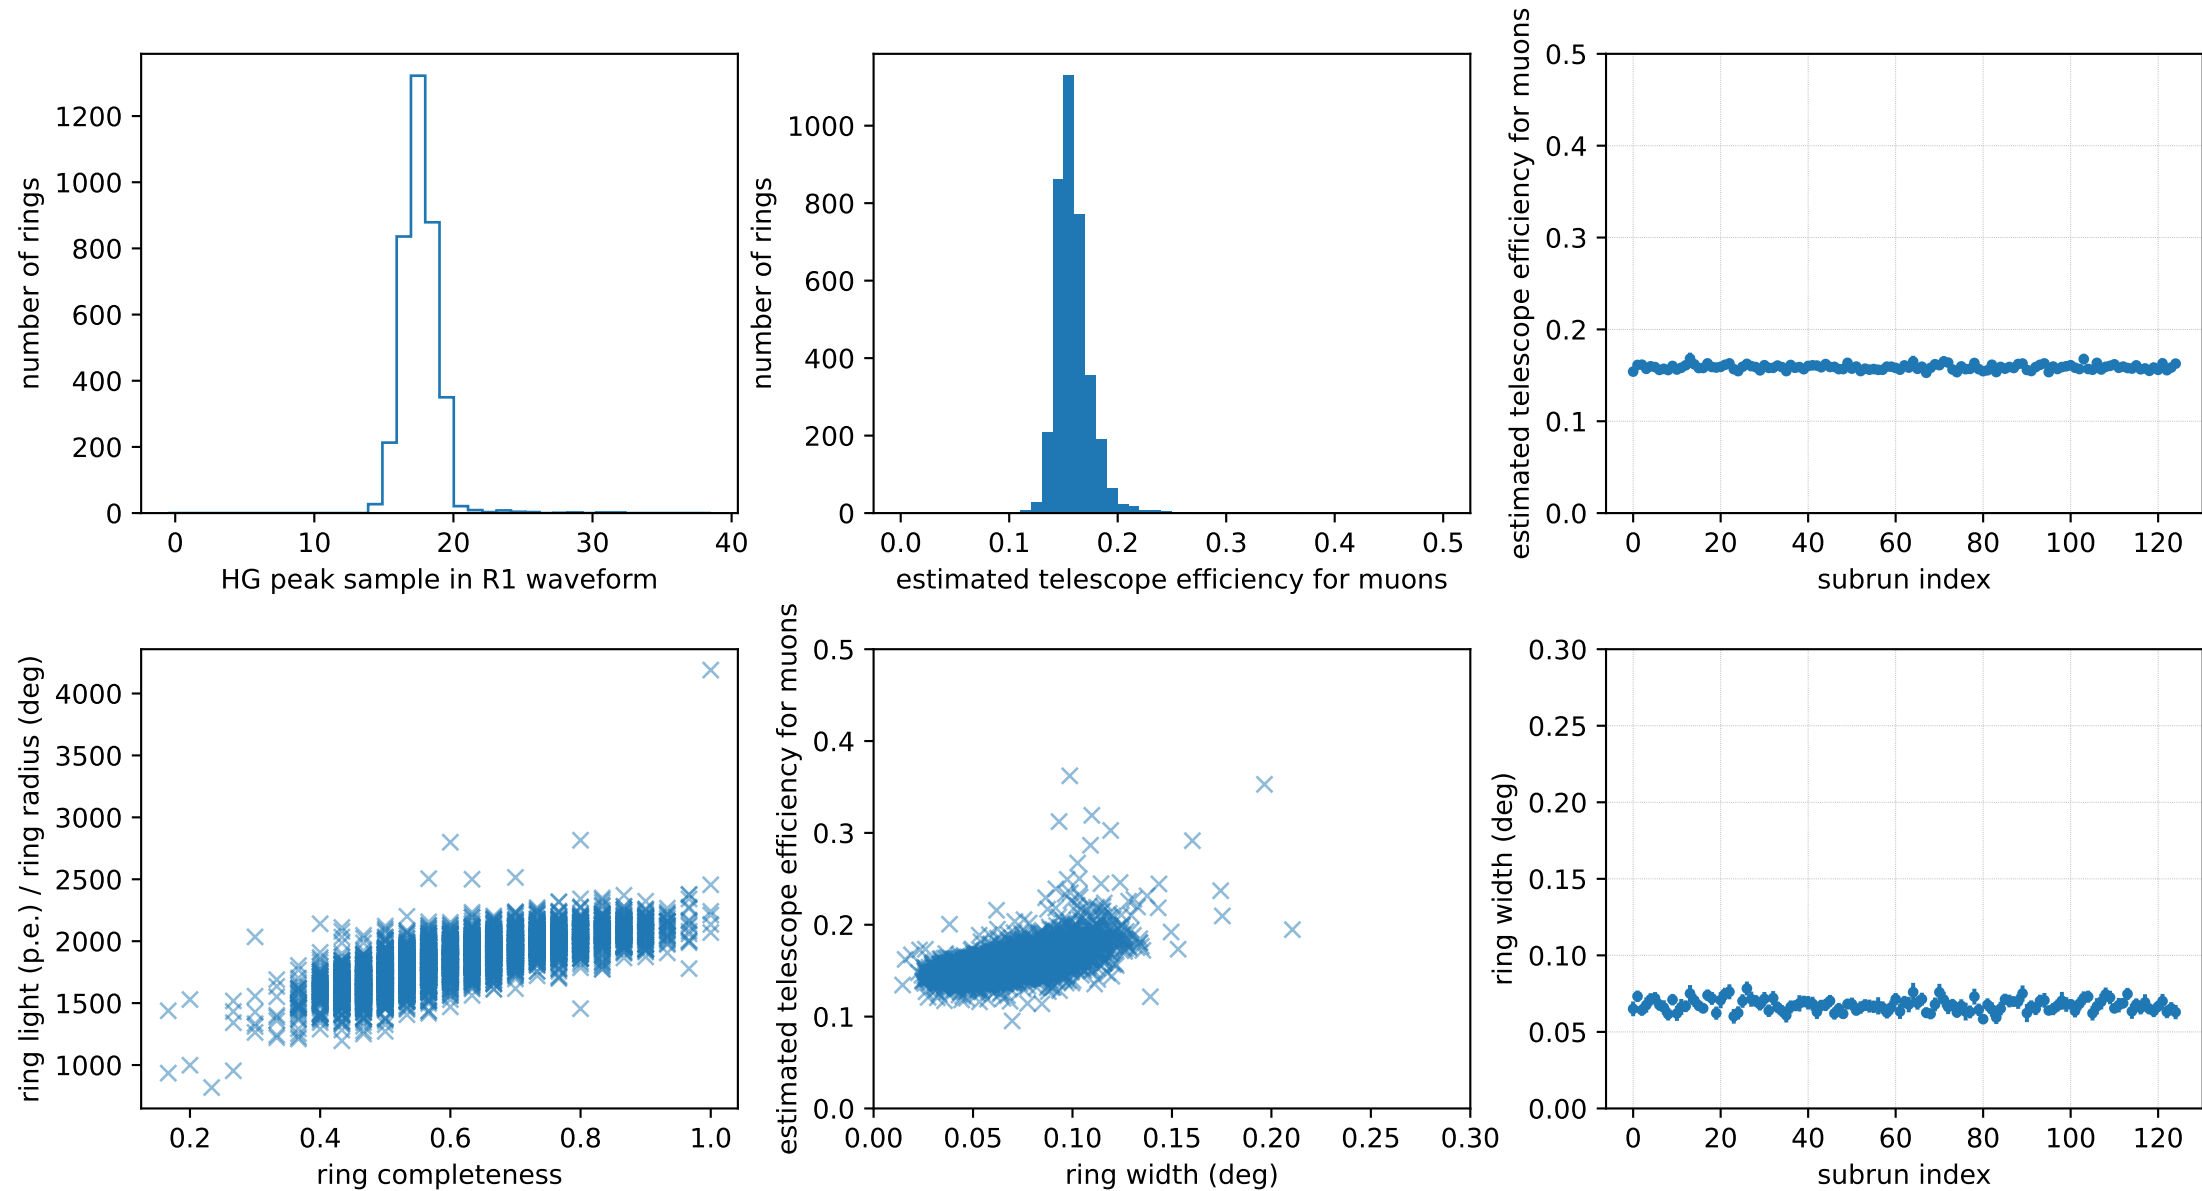 number of rings
1200
1000
800
600
400
200
0
0 10 20 30 40
HG peak sample in R1 waveform
number of rings
1000
800
600
400
200
0
0.0 0.1 0.2 0.3 0.4 0.5
estimated telescope efficiency for muons
estimated telescope efficiency for muons
0.5
0.4
0.3
0.2
0.1
0.0
0 20 40 60 80 100 120
subrun index
ring light (p.e.) / ring radius (deg)
4000
3500
3000
2500
2000
1500
1000
0.2 0.4 0.6 0.8 1.0
ring completeness
estimated telescope efficiency for muons
0.5
0.4
0.3
0.2
0.1
0.0
0.00 0.05 0.10 0.15 0.20 0.25 0.30
ring width (deg)
ring width (deg)
0.30
0.25
0.20
0.15
0.10
0.05
0.00
0 20 40 60 80 100 120
subrun index